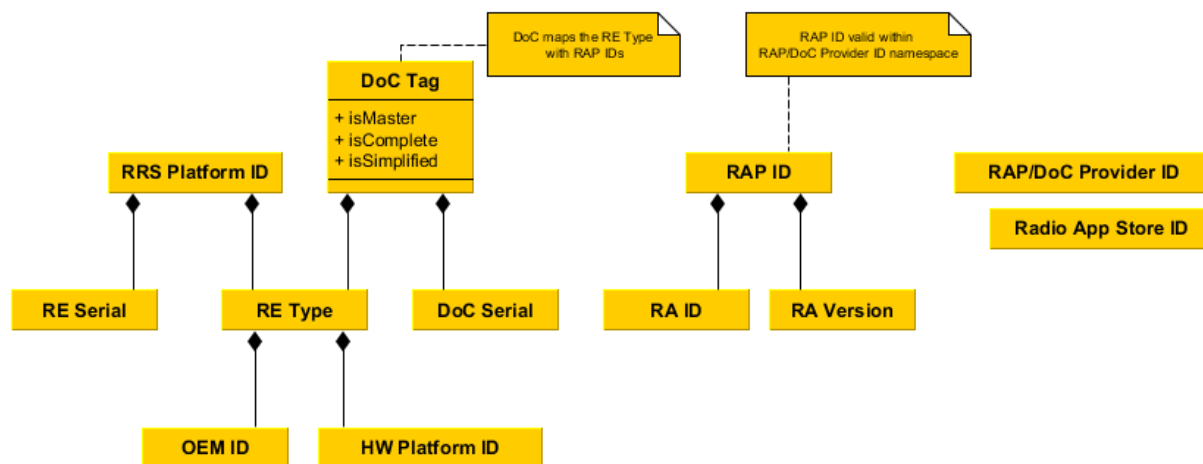 DoC maps the RE Type
with RAP IDs
RAP ID valid within
RAP/DoC Provider ID namespace
DoC Tag
+ isMaster
+ isComplete
+ isSimplified
RRS Platform ID
RAP ID
RAP/DoC Provider ID
Radio App Store ID
RE Serial
RE Type
DoC Serial
RA ID
RA Version
OEM ID
HW Platform ID